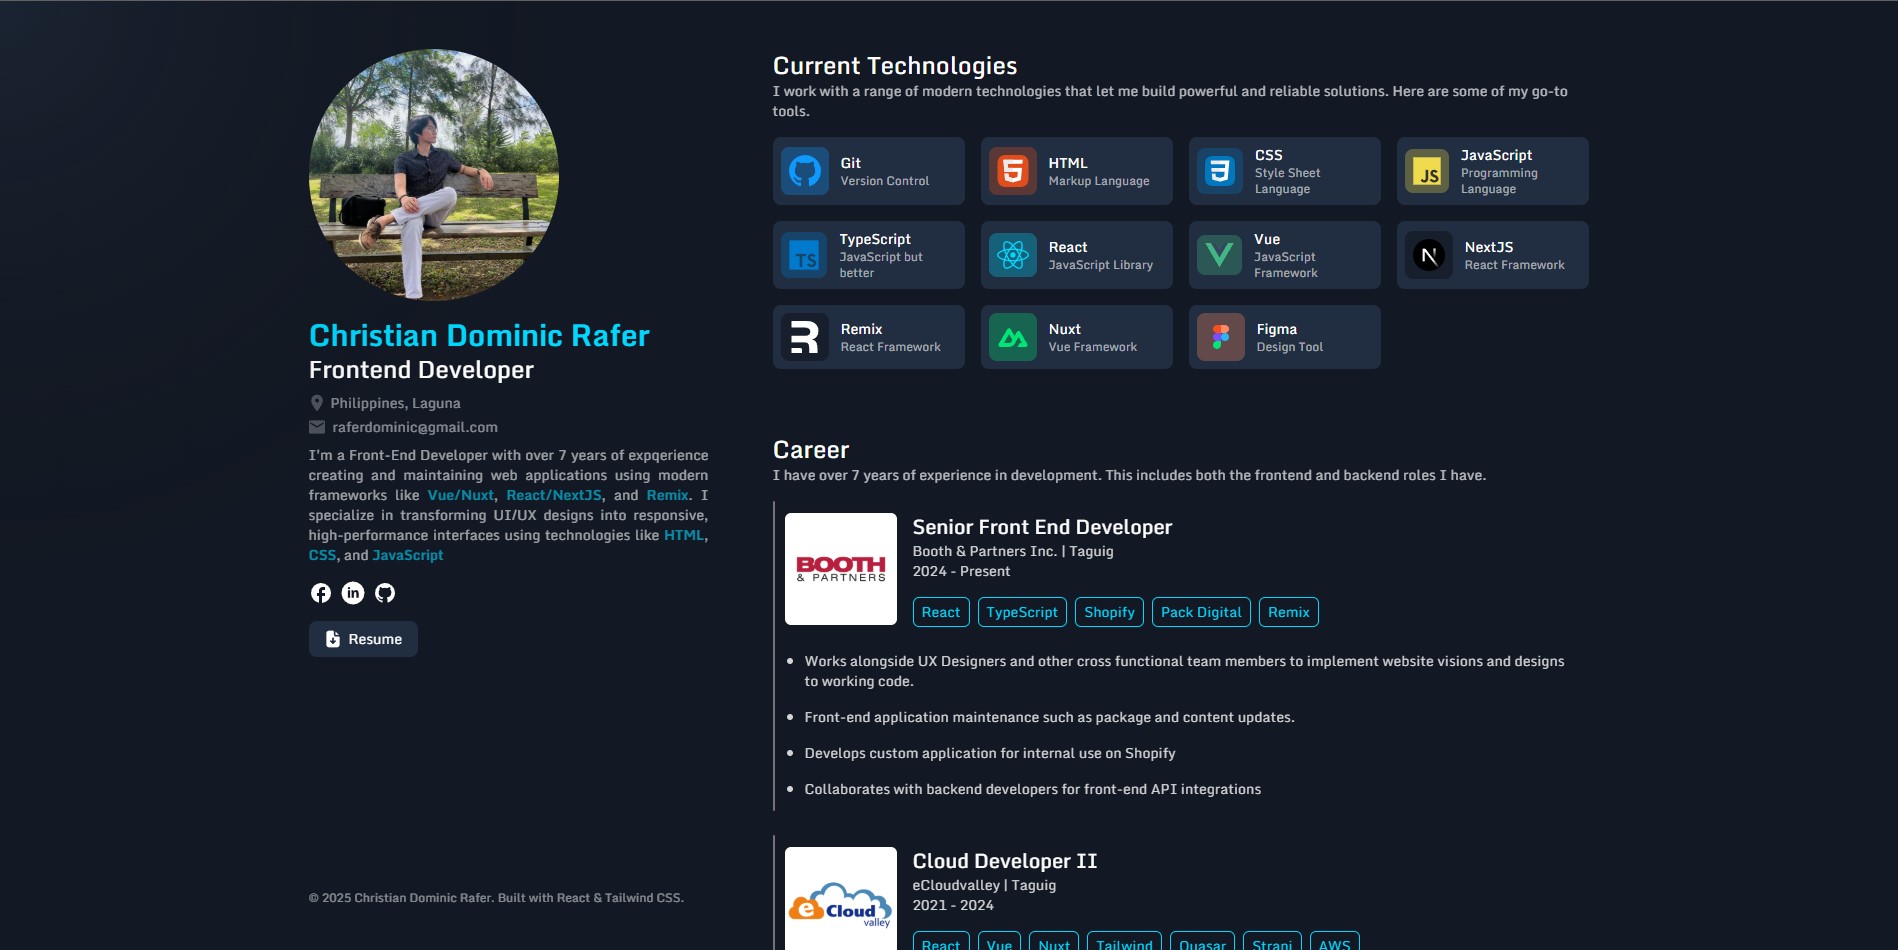 Christian Dominic Rafer
Frontend Developer
Philippines, Laguna
raferdominic@gmail.com
I'm a Front-End Developer with over 7 years of expqerience
creating and maintaining web applications using modern
frameworks like Vue/Nuxt, React/NextJS, and Remix. I
specialize in transforming UI/UX designs into responsive,
high-performance interfaces using technologies like HTML,
CSS, and JavaScript
Resume
© 2025 Christian Dominic Rafer. Built with React & Tailwind CSS.
Current Technologies
I work with a range of modern technologies that let me build powerful and reliable solutions. Here are some of my go-to
tools.
Git
Version Control
5
HTML
Markup Language
3
CSS
Style Sheet
Language
JS
JavaScript
Programming
Language
TS
TypeScript
JavaScript but
better
React
JavaScript Library
Vue
JavaScript
Framework
N
NextJS
React Framework
R
Remix
React Framework
Nuxt
Vue Framework
Figma
Design Tool
Career
I have over 7 years of experience in development. This includes both the frontend and backend roles I have.
BOOTH
& PARTNERS
Senior Front End Developer
Booth & Partners Inc. | Taguig
2024 - Present
React TypeScript Shopify Pack Digital Remix
Works alongside UX Designers and other cross functional team members to implement website visions and designs
to working code.
Front-end application maintenance such as package and content updates.
Develops custom application for internal use on Shopify
Collaborates with backend developers for front-end API integrations
eCloud
valley
Cloud Developer II
eCloudvalley | Taguig
2021 - 2024
React Vue Nuxt Tailwind Quasar Strapi AWS